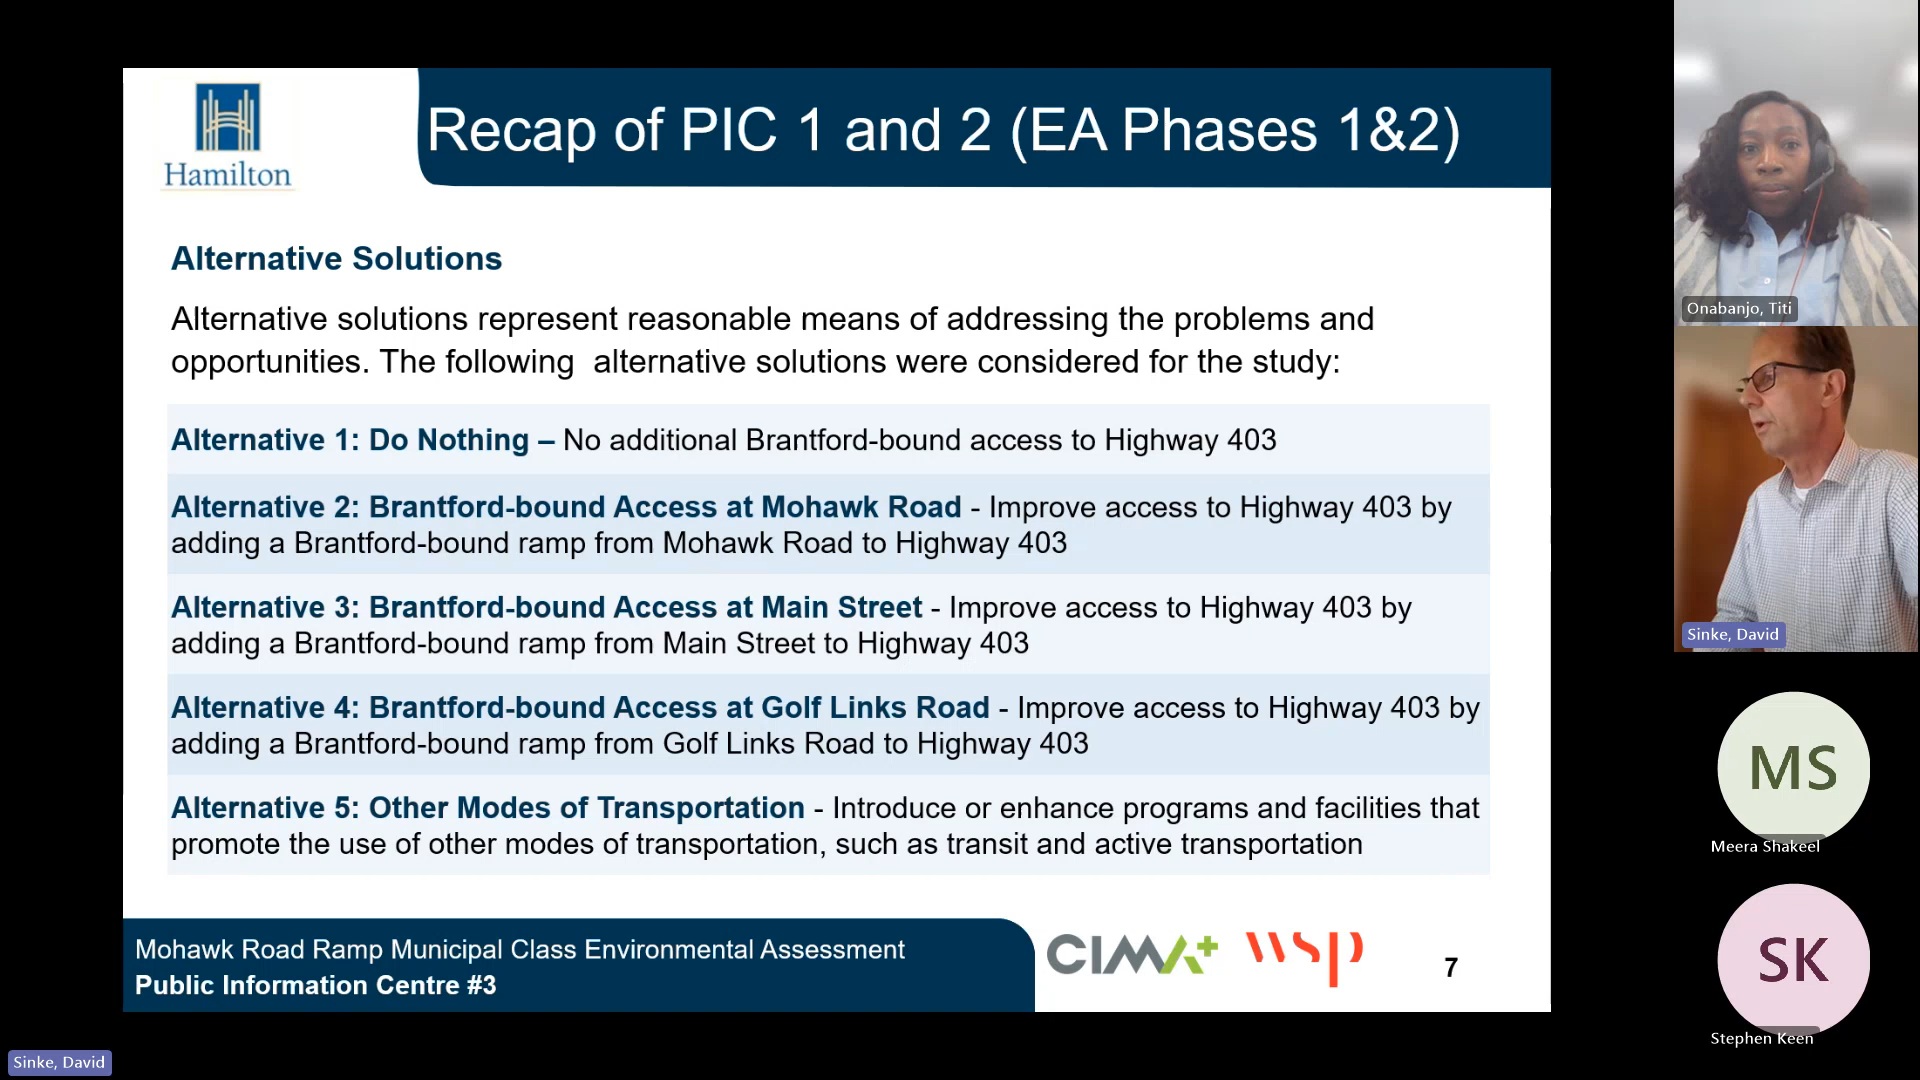 Hamilton
Recap of PIC 1 and 2 (EA Phases 1&2)
Alternative Solutions
Alternative solutions represent reasonable means of addressing the problems and
opportunities. The following  alternative solutions were considered for the study:
Alternative 1: Do Nothing – No additional Brantford-bound access to Highway 403
Alternative 2: Brantford-bound Access at Mohawk Road - Improve access to Highway 403 by
adding a Brantford-bound ramp from Mohawk Road to Highway 403
Alternative 3: Brantford-bound Access at Main Street - Improve access to Highway 403 by
adding a Brantford-bound ramp from Main Street to Highway 403
Alternative 4: Brantford-bound Access at Golf Links Road - Improve access to Highway 403 by
adding a Brantford-bound ramp from Golf Links Road to Highway 403
Alternative 5: Other Modes of Transportation - Introduce or enhance programs and facilities that
promote the use of other modes of transportation, such as transit and active transportation
Mohawk Road Ramp Municipal Class Environmental Assessment
Public Information Centre #3
CIMA+
wsp
7
Onabanjo, Titi
Sinke, David
MS
Meera Shakeel
SK
Stephen Keen
Sinke, David